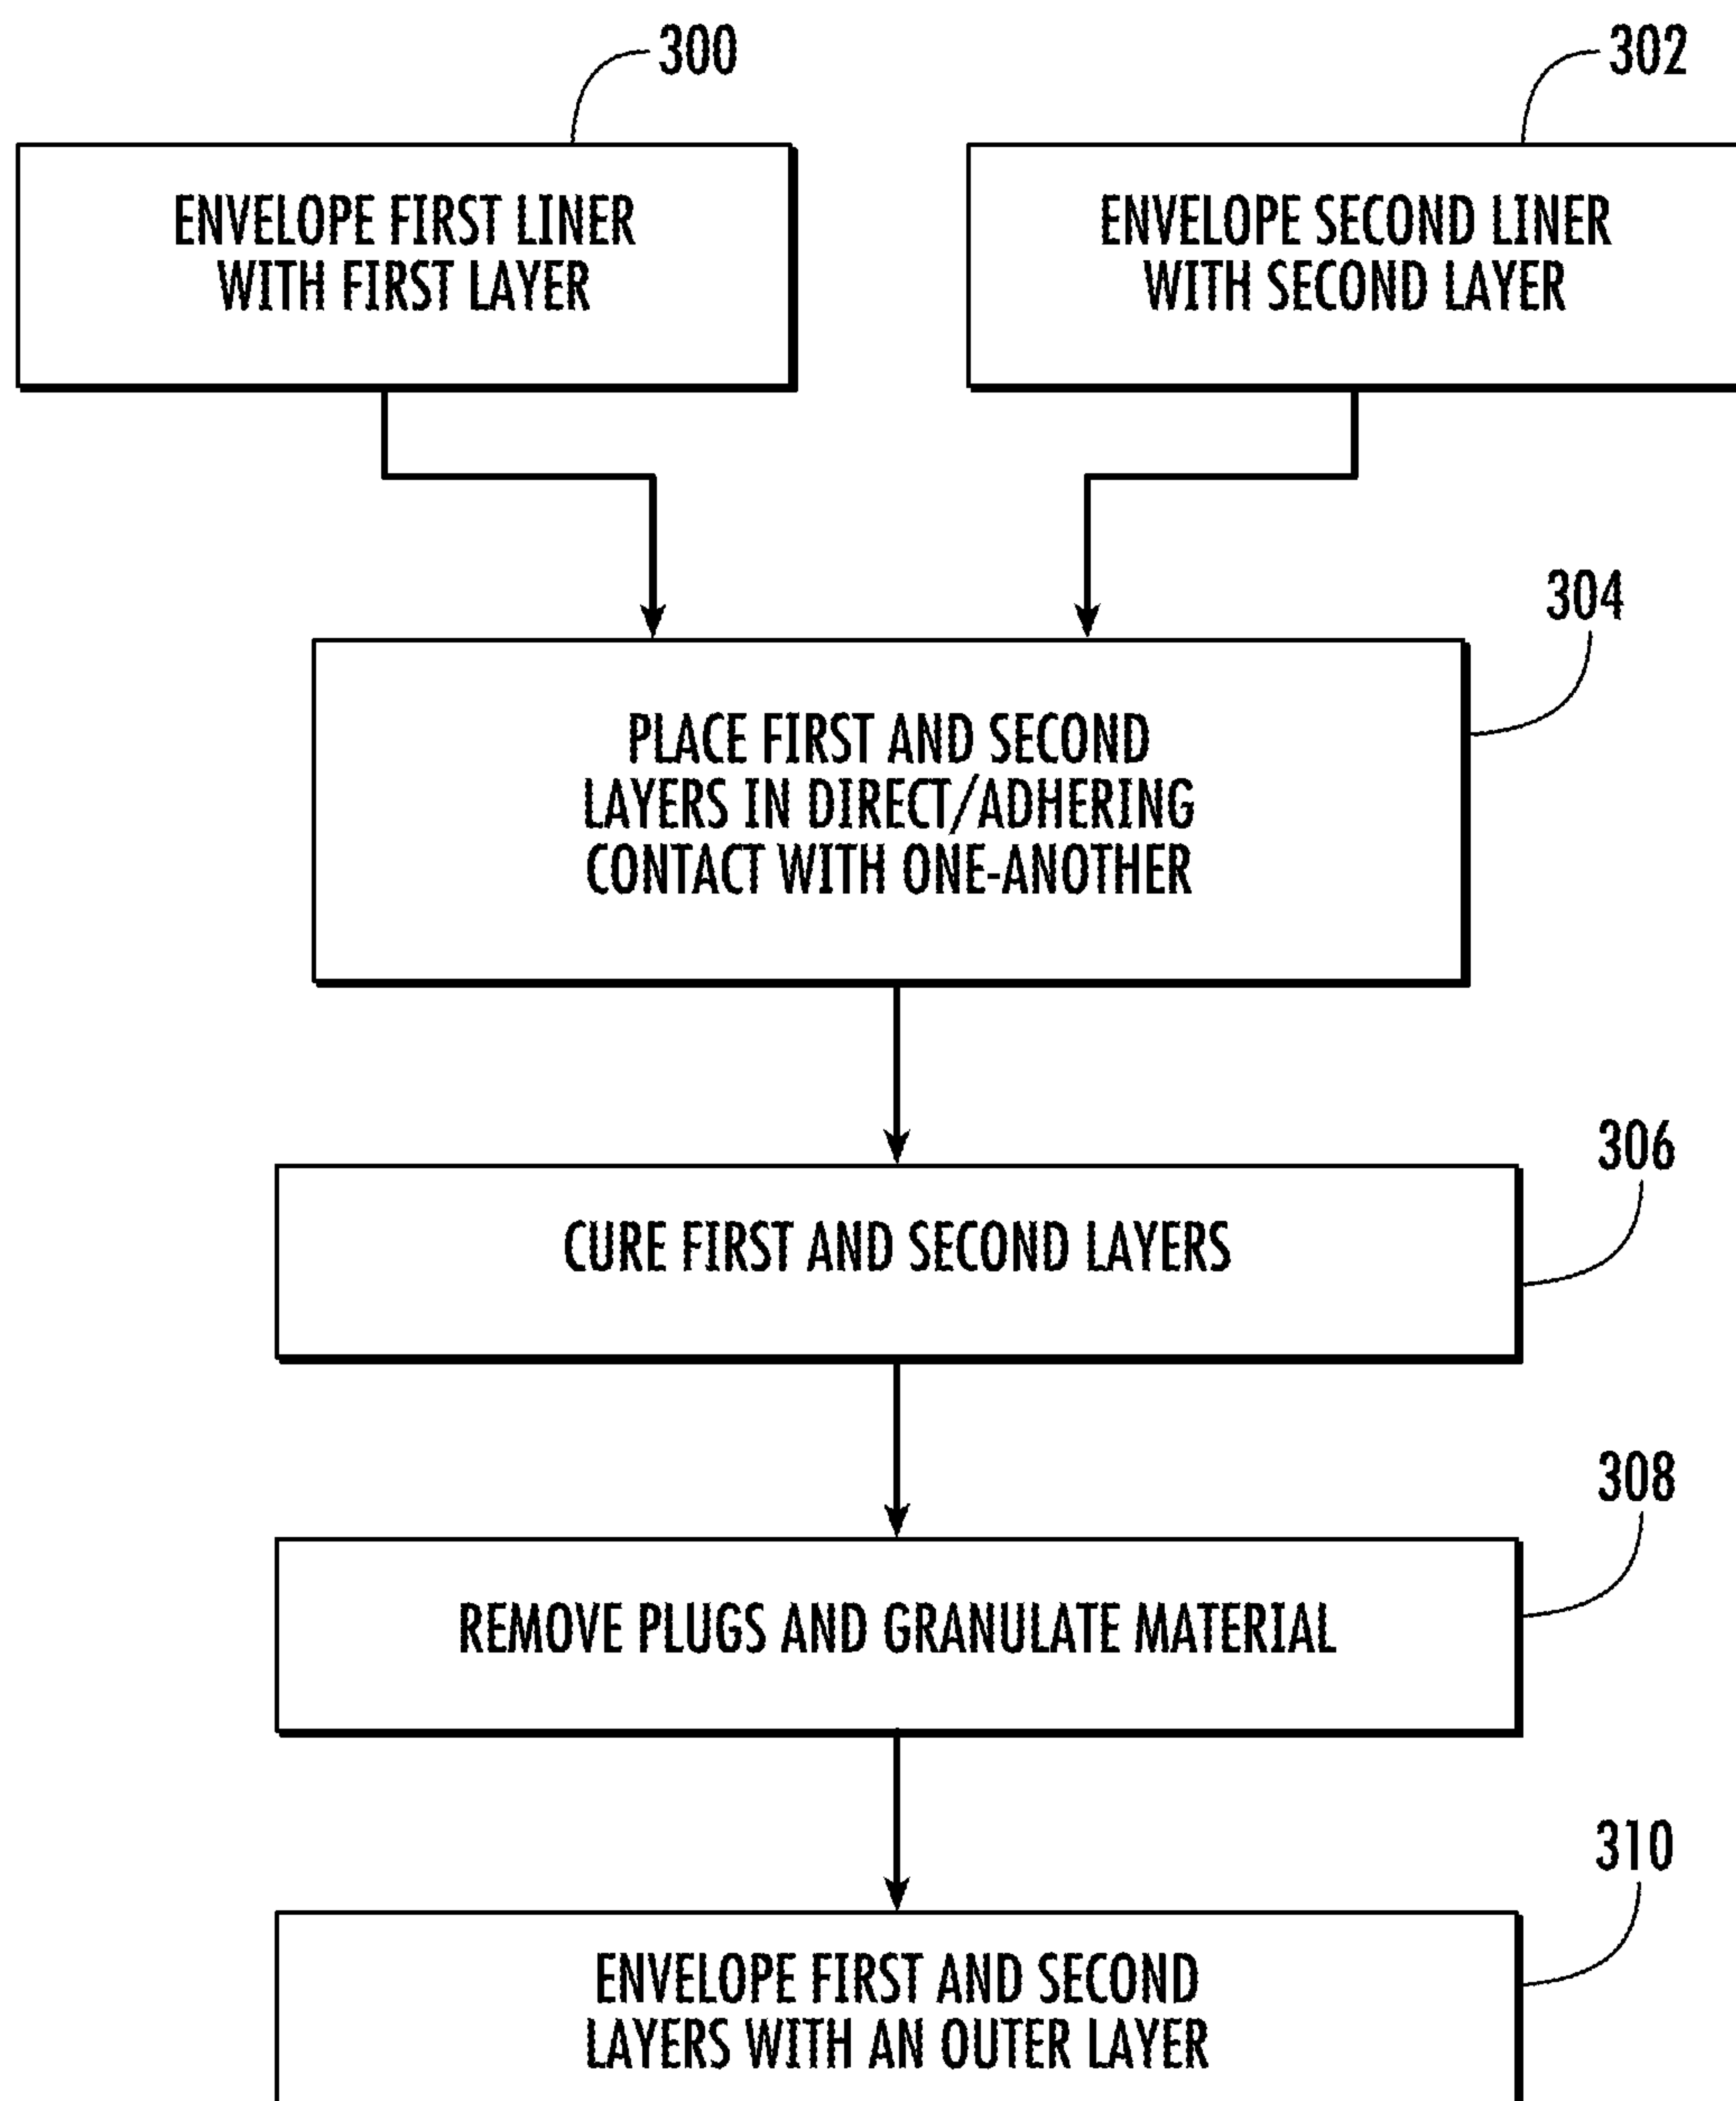 300
302
ENVELOPE FIRST LINER
WITH FIRST LAYER
ENVELOPE SECOND LINER
WITH SECOND LAYER
304
PLACE FIRST AND SECOND
LAYERS IN DIRECT/ADHERING
CONTACT WITH ONE-ANOTHER
306
CURE FIRST AND SECOND LAYERS
308
REMOVE PLUGS AND GRANULATE MATERIAL
310
ENVELOPE FIRST AND SECOND
LAYERS WITH AN OUTER LAYER